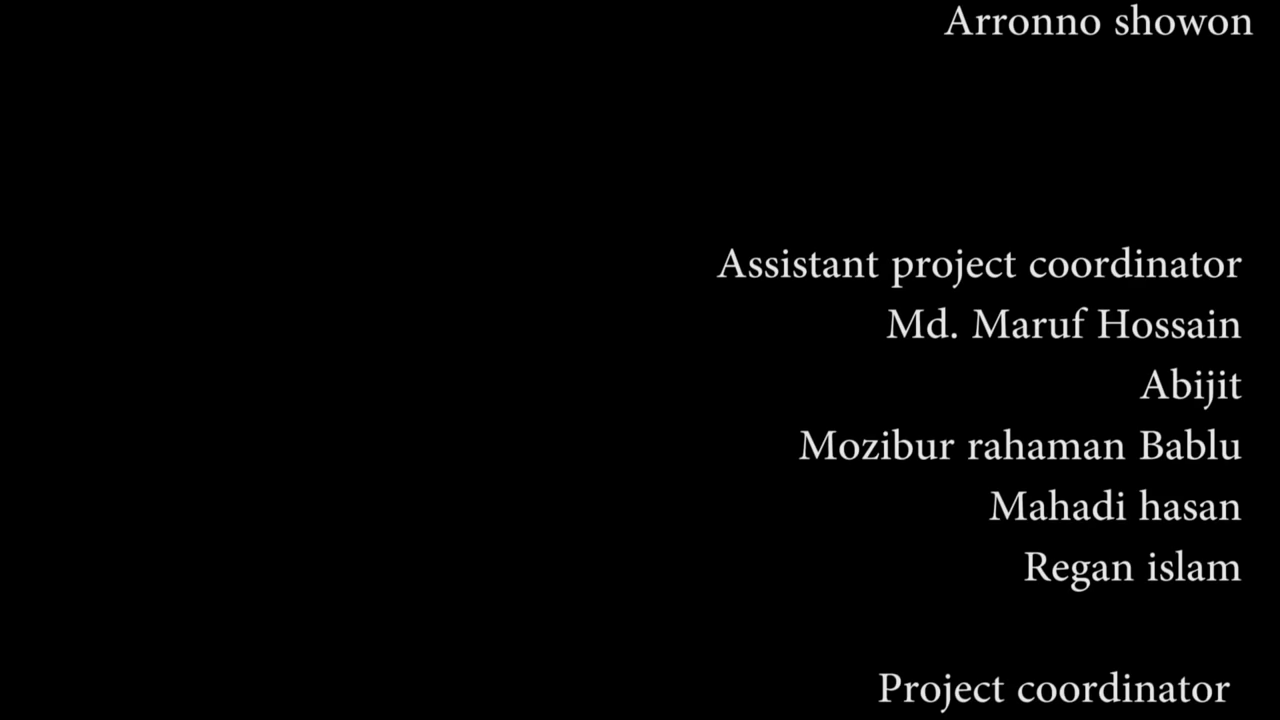 Arronno showon
Assistant project coordinator
Md. Maruf Hossain
Abijit
Mozibur rahaman Bablu
Mahadi hasan
Regan islam
Project coordinator